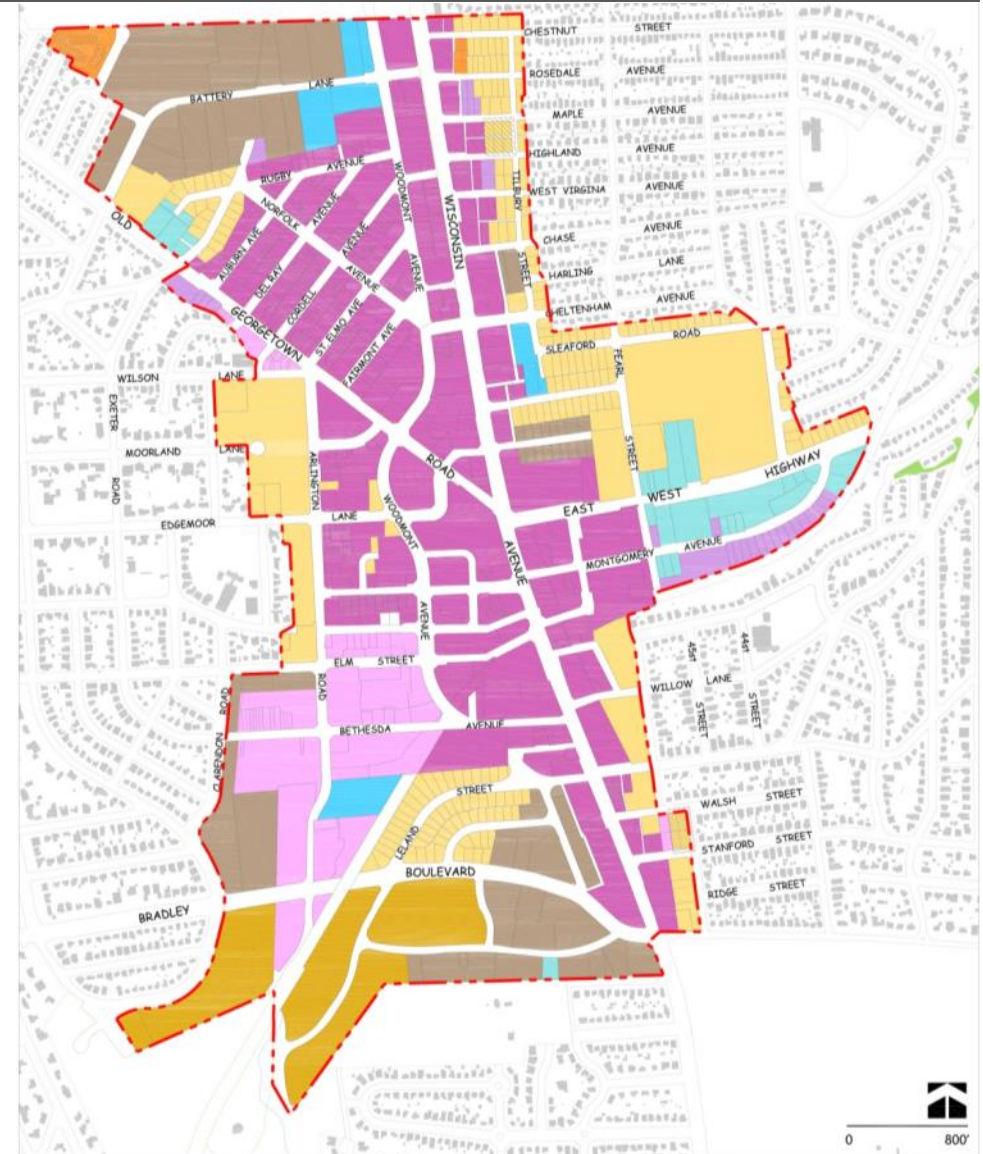 CHESTNUT STREET
ROSEDALE AVENUE
BATTERY LANE
MAPLE AVENUE
HIGHLAND AVENUE
RUGBY AVENUE
WOODMONT
TILBURY
WEST VIRGINIA AVENUE
WISCONSIN
NORFOLK
AVENUE
OLD
AUBURN AVE
AVENUE
CHASE AVENUE
STREET
AVENUE
AVENUE
DEL RAY
HARLING LANE
CORDELL
CHELTENHAM AVENUE
GEORGETOWN
ST. ELMO AVE
FAIRMONT AVE
SLEAFORD ROAD
PEARL
WILSON LANE
EXETER
MOORLAND LANE
ARLINGTON
ROAD
STREET
HIGHWAY
ROAD
WOODMONT
WEST
EAST
EDGEMOOR LANE
AVENUE
MONTGOMERY AVENUE
AVENUE
45st
44st
ELM STREET
WILLOW LANE
ROAD
ROAD
STREET
STREET
BETHESDA AVENUE
CLARENDON
STREET
WALSH STREET
LELAND
STANFORD STREET
BOULEVARD
RIDGE STREET
BRADLEY
0 800'